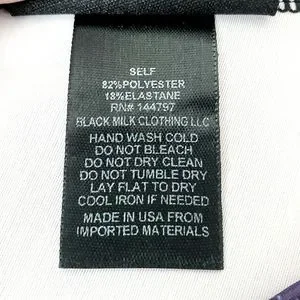 SELF
82%POLYESTER
18%ELASTANE
RN# 144797
BLACK MILK CLOTHING LLC
HAND WASH COLD
DO NOT BLEACH
DO NOT DRY CLEAN
DO NOT TUMBLE DRY
LAY FLAT TO DRY
COOL IRON IF NEEDED
MADE IN USA FROM
IMPORTED MATERIALS